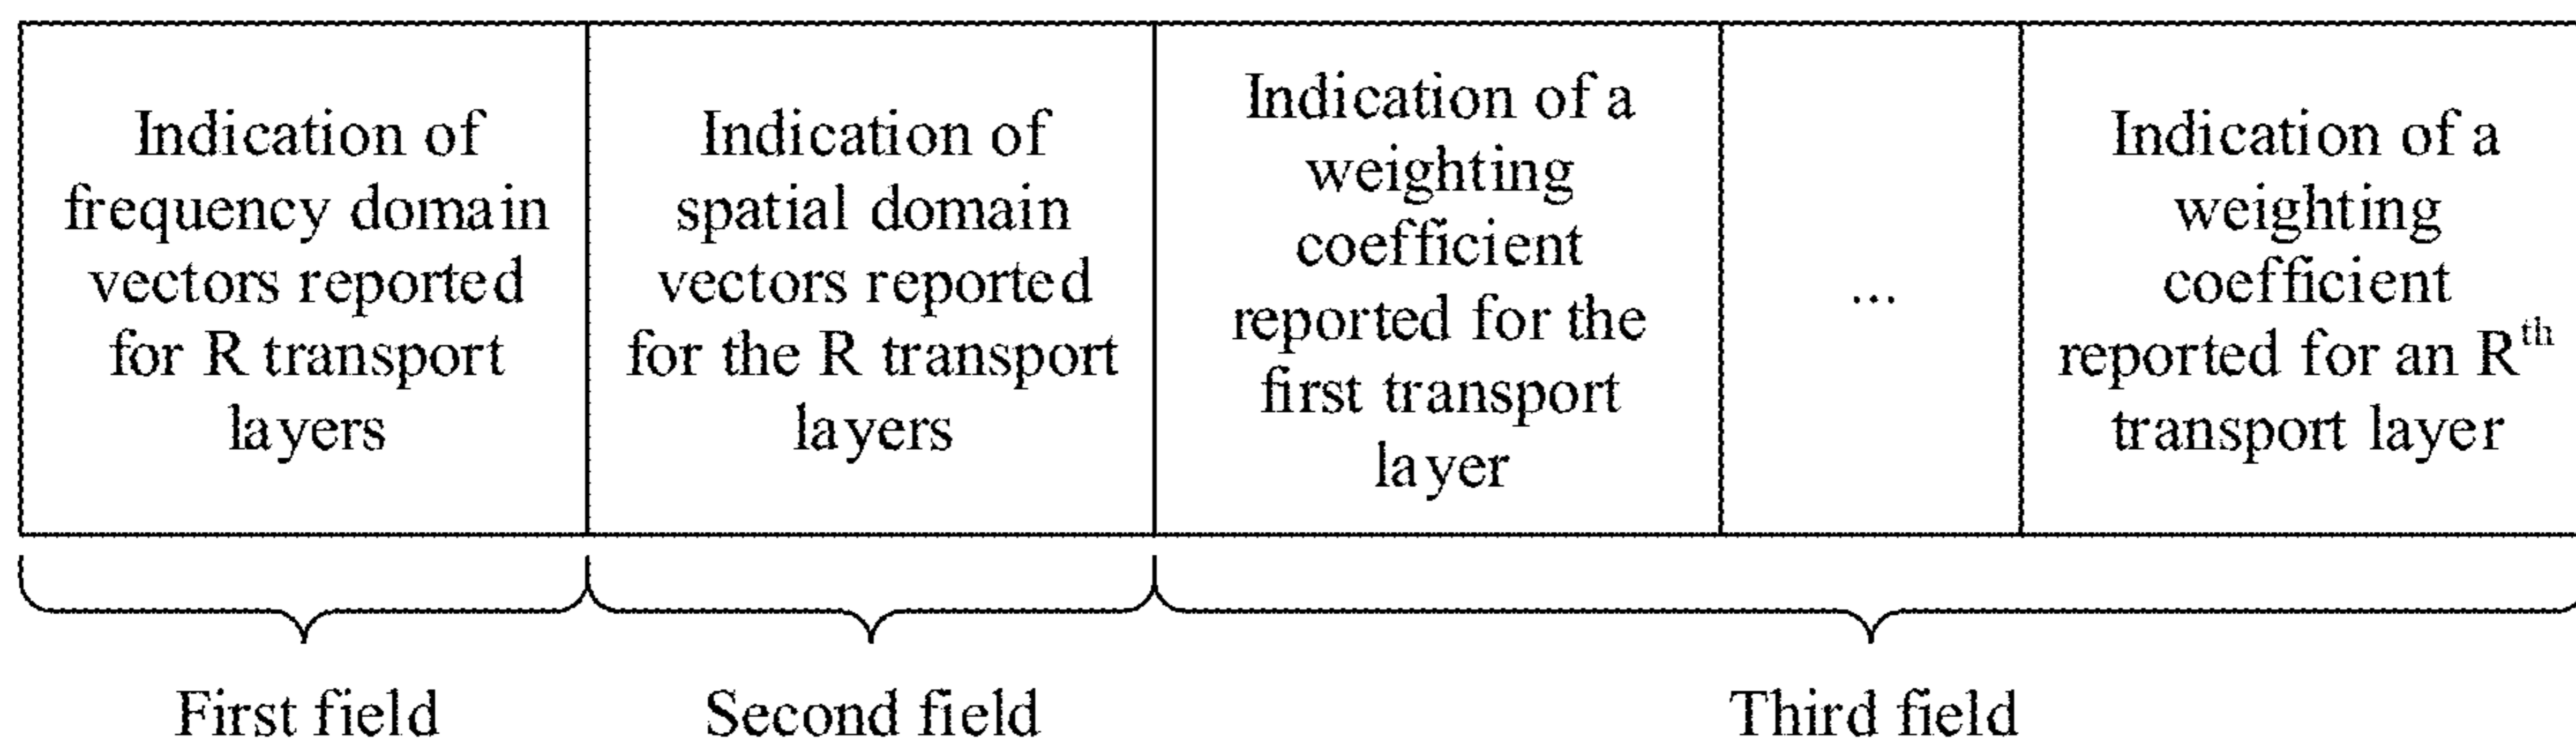 Indication of
frequency domain
vectors reported
for R transport
layers
Indication of
spatial domain
vectors reported
for the R transport
layers
Indication of a
weighting
coefficient
reported for the
first transport
layer
...
Indication of a
weighting
coefficient
reported for an Rth
transport layer
First field
Second field
Third field